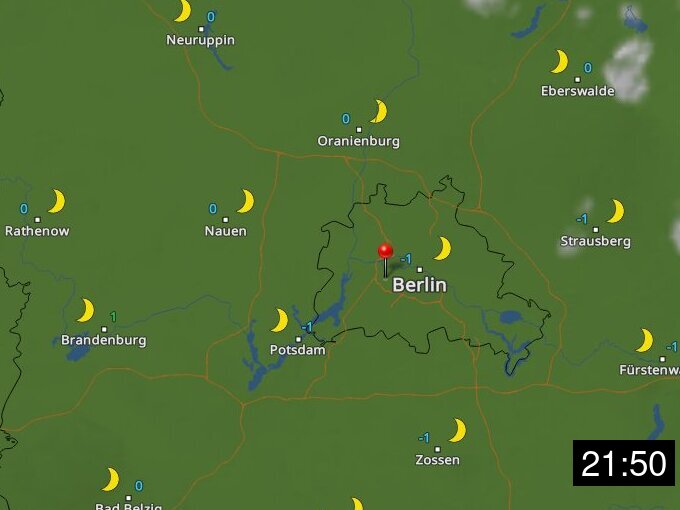 0
Neuruppin
0
Eberswalde
0
Oranienburg
0
Rathenow
0
Nauen
-1
Strausberg
-1
Berlin
1
Brandenburg
-1
Potsdam
-1
Fürstenwa
-1
Zossen
21:50
0
Bad Belzig